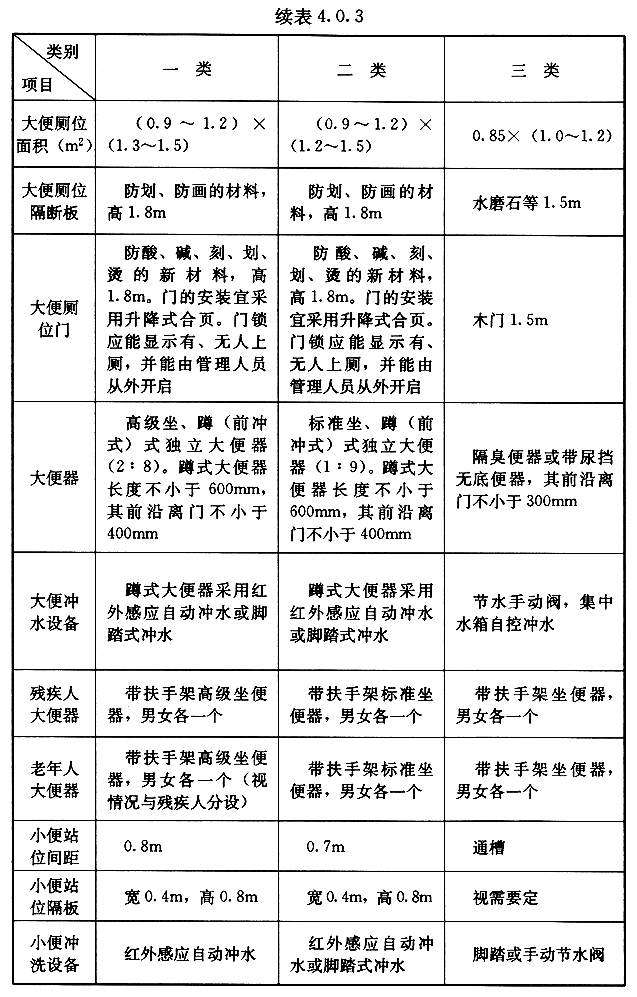 续表4.0.3
类别
项目
一 类
二 类
三 类
大便厕位
面积（m²）
（0.9～1.2）×
（1.3～1.5）
（0.9～1.2）×
（1.2～1.5）
0.85×（1.0～1.2）
大便厕位
隔断板
防划、防画的材料，
高1.8m
防划、防画的材
料，高1.8m
水磨石等1.5m
大便厕
位门
防酸、碱、刻、划、
烫的新材料，高
1.8m。门的安装宜采
用升降式合页。门锁
应能显示有、无人上
厕，并能由管理人员
从外开启
防酸、碱、刻、
划、烫的新材料，
高1.8m。门的安装
宜采用升降式合页。
门锁应能显示有、
无人上厕，并能由
管理人员从外开启
木门1.5m
大便器
高级坐、蹲（前冲
式）式独立大便器
（2：8）。蹲式大便器
长度不小于600mm，
其前沿离门不小于
400mm
标准坐、蹲（前
冲式）式独立大便
器（1：9）。蹲式大
便器长度不小于
600mm，其前沿离
门不小于400mm
隔臭便器或带尿挡
无底便器，其前沿离
门不小于300mm
大便冲
水设备
蹲式大便器采用红
外感应自动冲水或脚
踏式冲水
蹲式大便器采用
红外感应自动冲水
或脚踏式冲水
节水手动阀，集中
水箱自控冲水
残疾人
大便器
带扶手架高级坐便
器，男女各一个
带扶手架标准坐
便器，男女各一个
带扶手架坐便器，
男女各一个
老年人
大便器
带扶手架高级坐便
器，男女各一个（视
情况与残疾人分设）
带扶手架标准坐
便器，男女各一个
带扶手架坐便器，
男女各一个
小便站
位间距
0.8m
0.7m
通槽
小便站
位隔板
宽0.4m，高0.8m
宽0.4m，高0.8m
视需要定
小便冲
洗设备
红外感应自动冲水
红外感应自动冲
水或脚踏式冲水
脚踏或手动节水阀